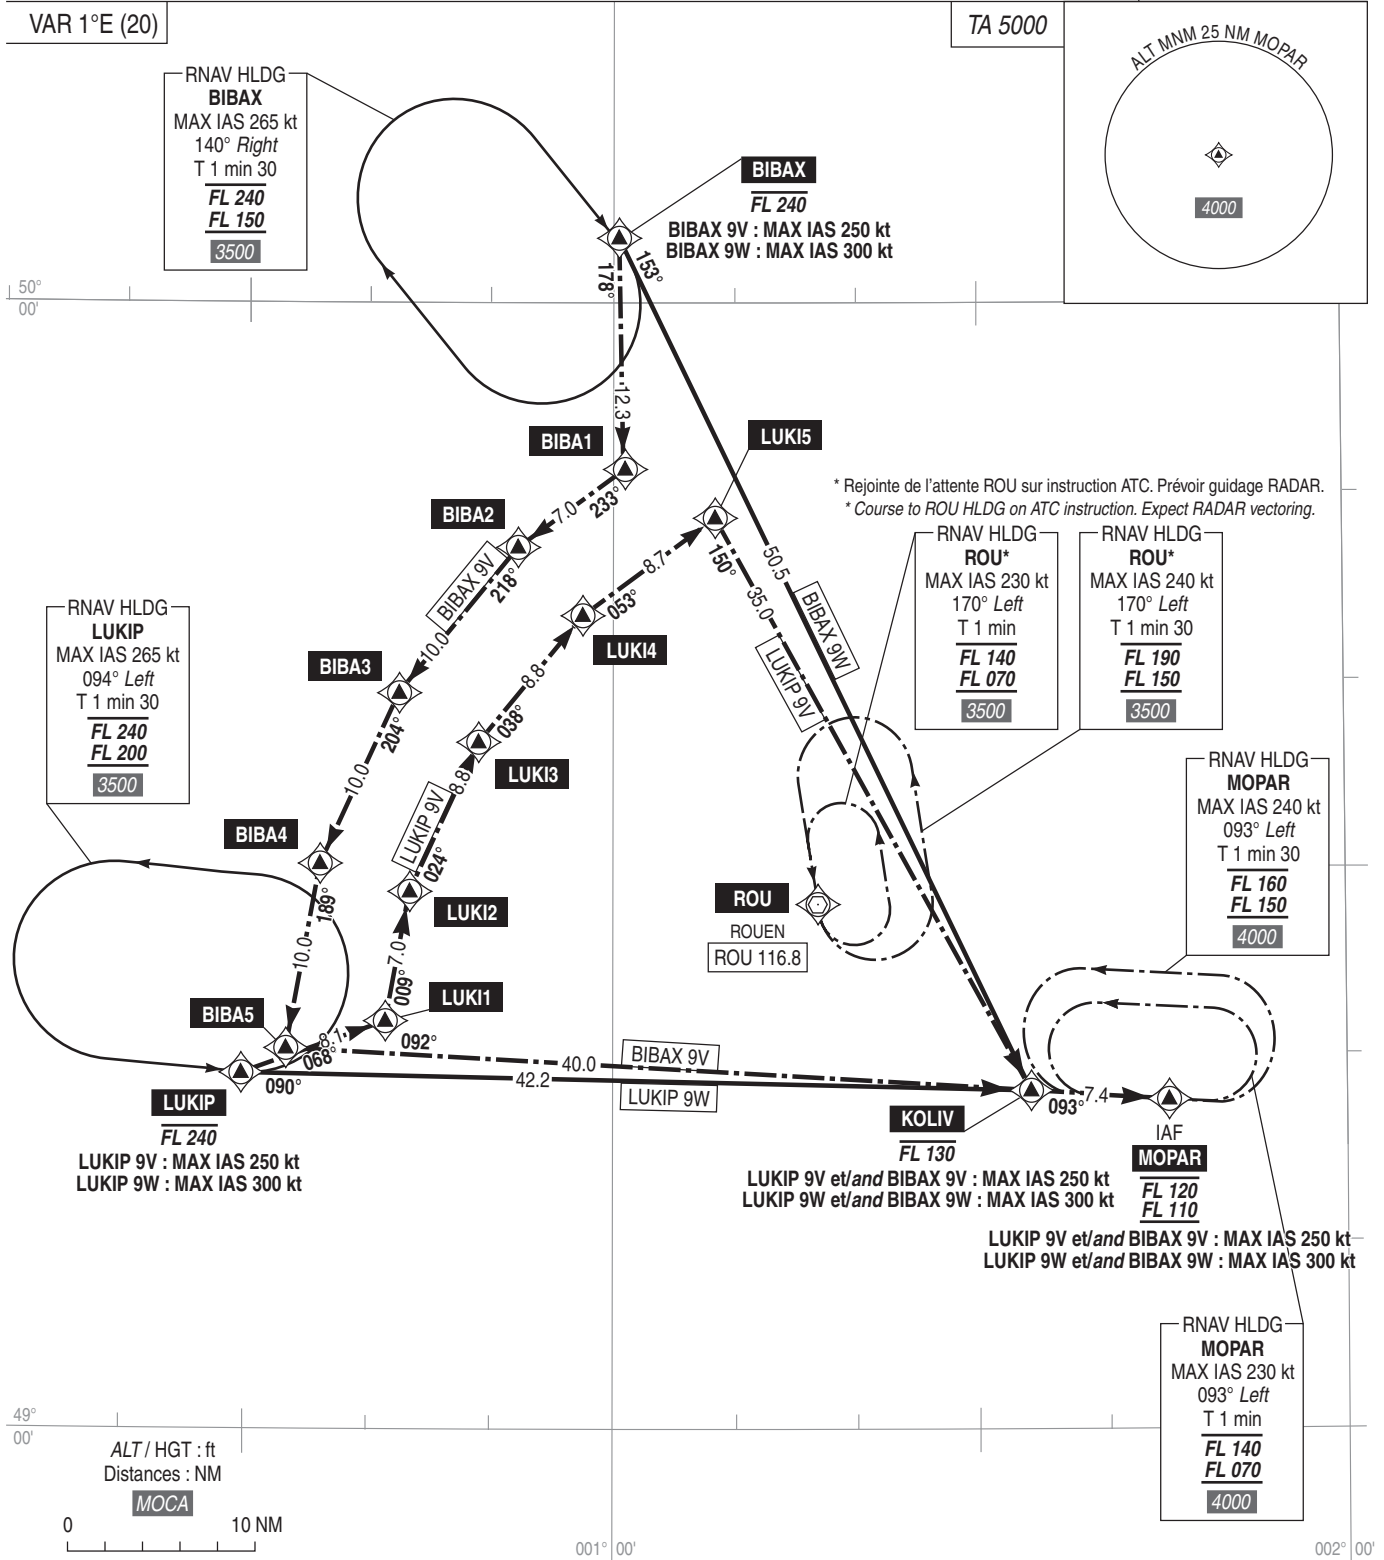 VAR 1°E (20)
TA 5000
ALT MNM 25 NM MOPAR
4000
RNAV HLDG
BIBAX
MAX IAS 265 kt
140° Right
T 1 min 30
FL 240
FL 150
3500
BIBAX
FL 240
BIBAX 9V : MAX IAS 250 kt
BIBAX 9W : MAX IAS 300 kt
153°
178°
50°
00'
12.3
BIBA1
LUKI5
233°
7.0
BIBA2
* Rejointe de l'attente ROU sur instruction ATC. Prévoir guidage RADAR.
* Course to ROU HLDG on ATC instruction. Expect RADAR vectoring.
RNAV HLDG
ROU*
MAX IAS 230 kt
170° Left
T 1 min
FL 140
FL 070
3500
RNAV HLDG
ROU*
MAX IAS 240 kt
170° Left
T 1 min 30
FL 190
FL 150
3500
218°
BIBAX 9V
10.0
150°
50.5
35.0
BIBAX 9W
LUKIP 9V
8.7
053°
LUKI4
RNAV HLDG
LUKIP
MAX IAS 265 kt
094° Left
T 1 min 30
FL 240
FL 200
3500
BIBA3
204°
8.8
038°
LUKI3
10.0
8.8
LUKIP 9V
024°
BIBA4
189°
LUKI2
RNAV HLDG
MOPAR
MAX IAS 240 kt
093° Left
T 1 min 30
FL 160
FL 150
4000
ROU
ROUEN
ROU 116.8
10.0
7.0
009°
LUKI1
BIBA5
8.1
068°
092°
090°
40.0
BIBAX 9V
42.2
LUKIP 9W
LUKIP
FL 240
LUKIP 9V : MAX IAS 250 kt
LUKIP 9W : MAX IAS 300 kt
093°
7.4
KOLIV
FL 130
LUKIP 9V et/and BIBAX 9V : MAX IAS 250 kt
LUKIP 9W et/and BIBAX 9W : MAX IAS 300 kt
IAF
MOPAR
FL 120
FL 110
LUKIP 9V et/and BIBAX 9V : MAX IAS 250 kt
LUKIP 9W et/and BIBAX 9W : MAX IAS 300 kt
RNAV HLDG
MOPAR
MAX IAS 230 kt
093° Left
T 1 min
FL 140
FL 070
4000
49°
00'
ALT / HGT : ft
Distances : NM
MOCA
0 10 NM
001° 00'
002° 00'